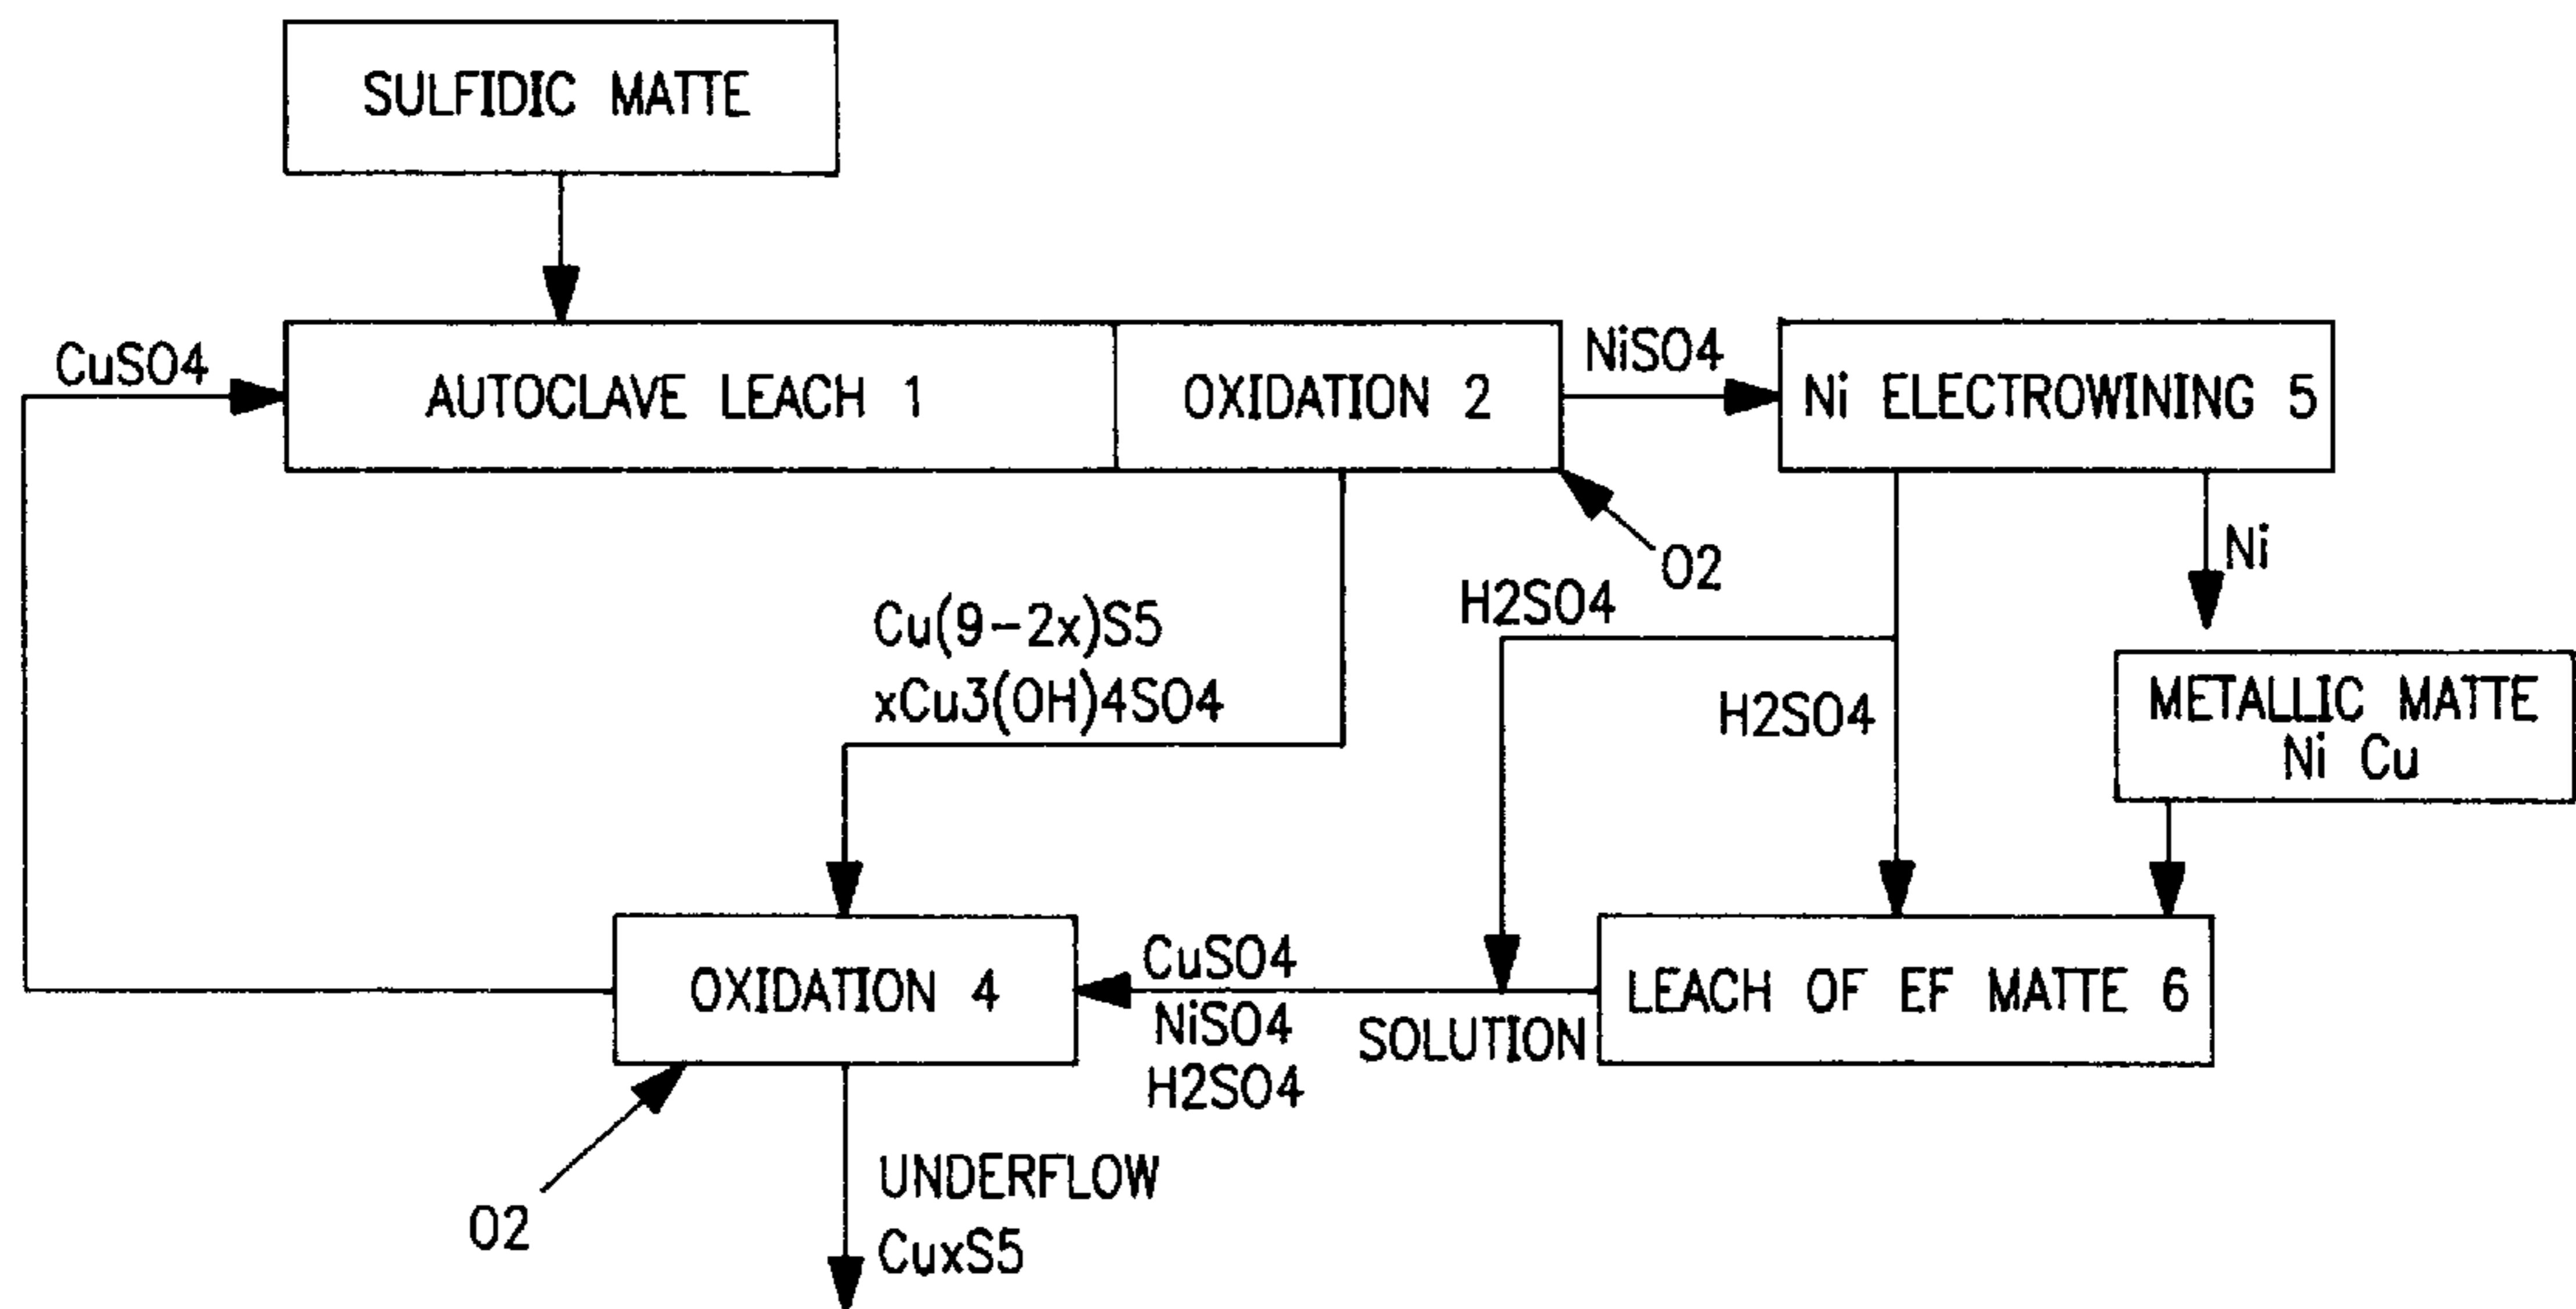 SULFIDIC MATTE
CuSO4
AUTOCLAVE LEACH 1
OXIDATION 2
NiSO4
Ni ELECTROWINING 5
O2
Ni
H2SO4
Cu(9-2x)S5
xCu3(OH)4SO4
H2SO4
METALLIC MATTE
Ni Cu
OXIDATION 4
CuSO4
NiSO4
H2SO4
SOLUTION
LEACH OF EF MATTE 6
O2
UNDERFLOW
CuxS5